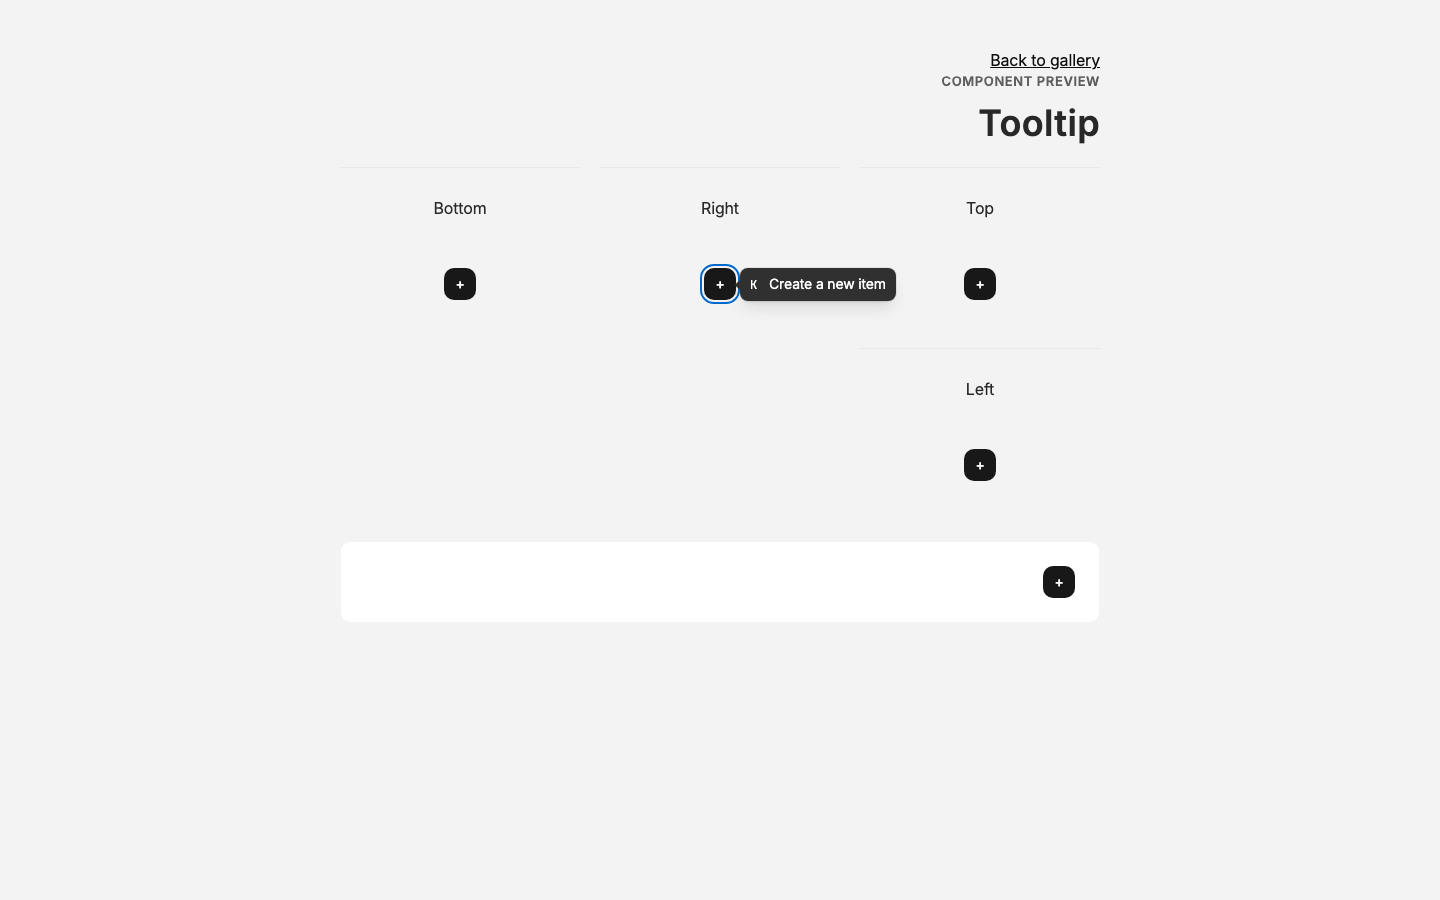 Back to gallery
COMPONENT PREVIEW
Tooltip
Top
+
Right
+
K Create a new item
Bottom
+
Left
+
+